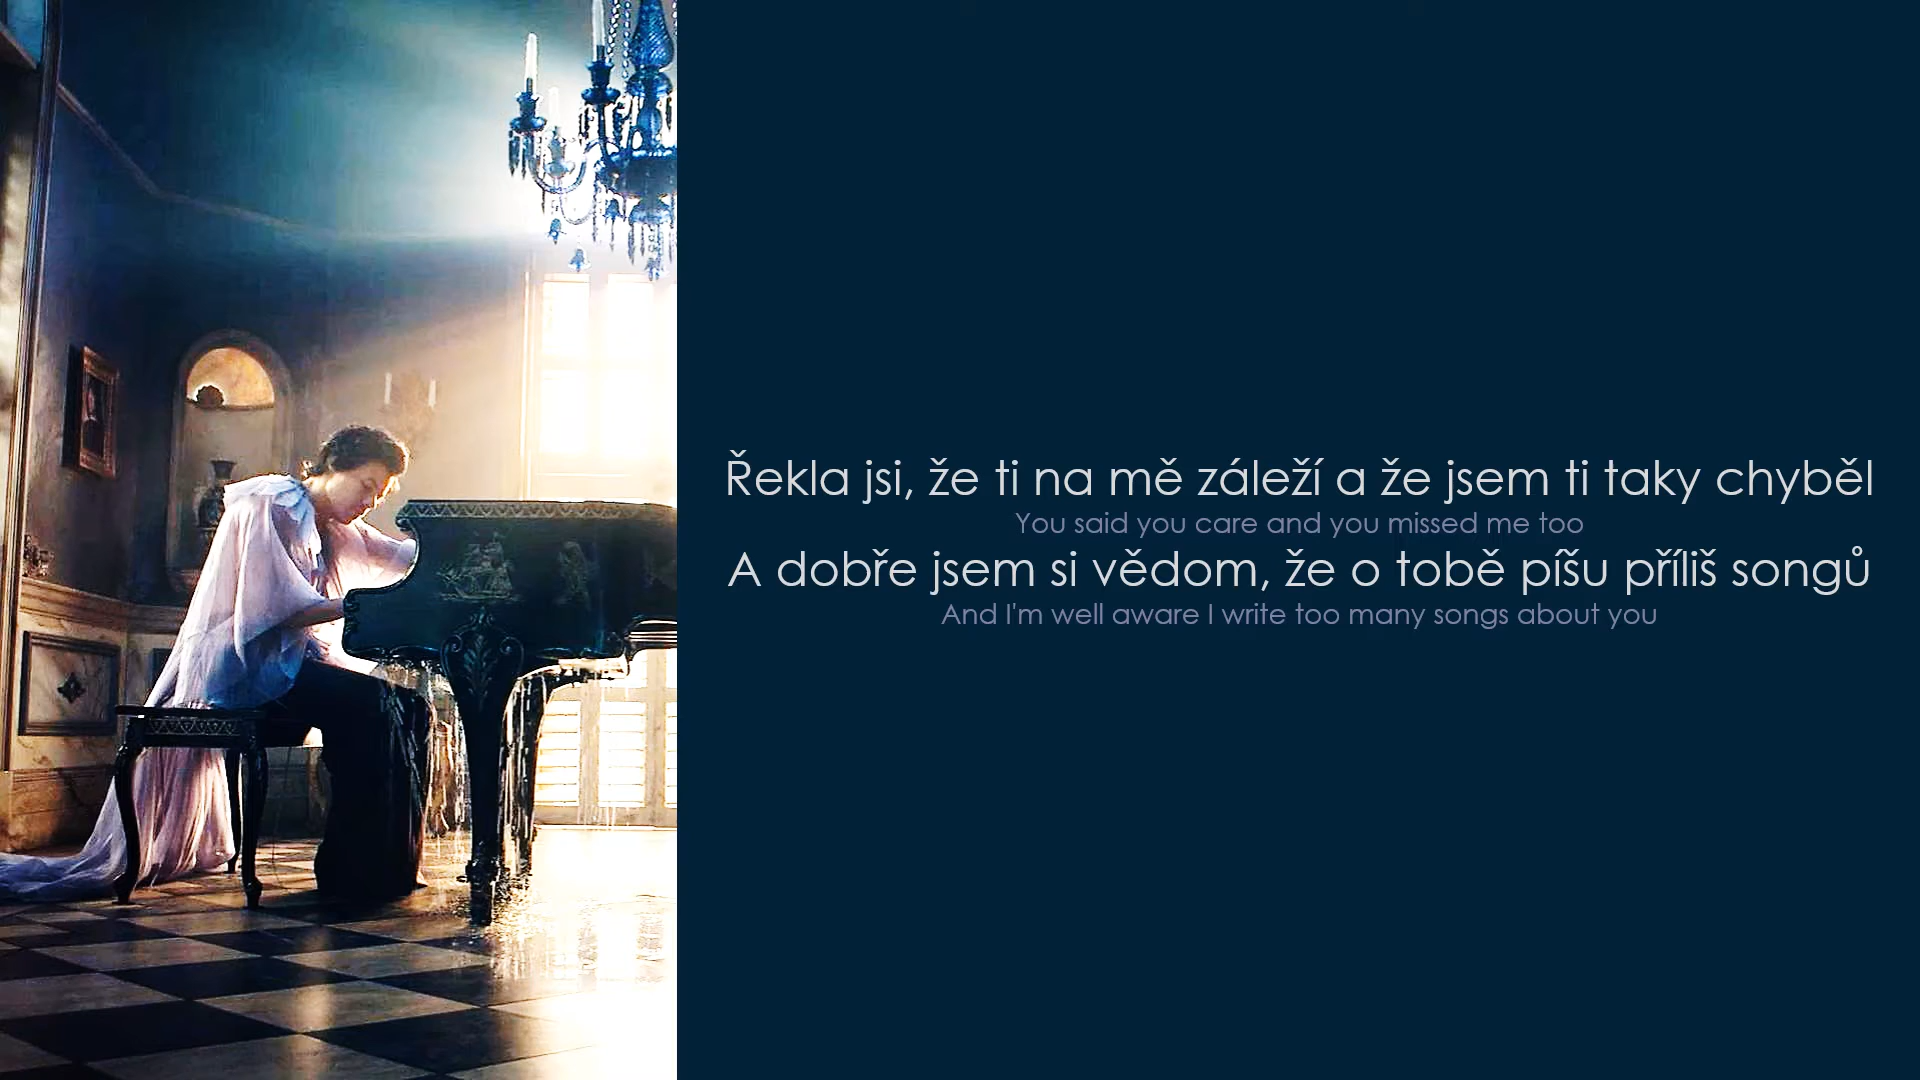 Řekla jsi, že ti na mě záleží a že jsem ti taky chyběl
You said you care and you missed me too
A dobře jsem si vědom, že o tobě píšu příliš songů
And I'm well aware I write too many songs about you